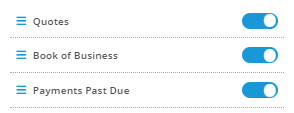 Quotes
Book of Business
Payments Past Due